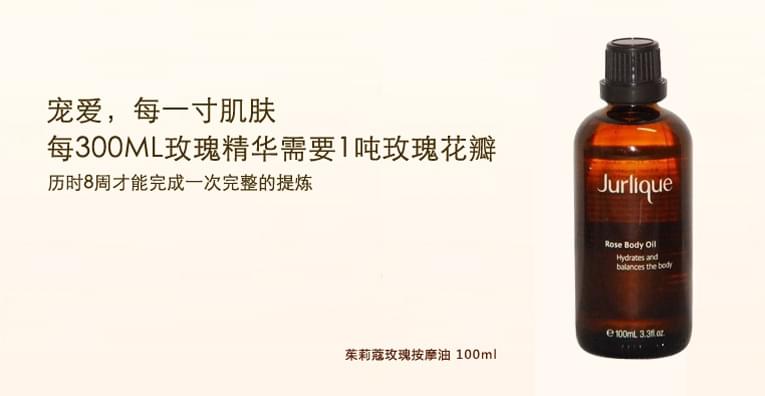 宠爱，每一寸肌肤
每300ML玫瑰精华需要1吨玫瑰花瓣
历时8周才能完成一次完整的提炼
Jurlique
Rose Body Oil
Hydrates and
balances the body
℮ 100mL 3.3fl.oz.
茱莉蔻玫瑰按摩油 100ml